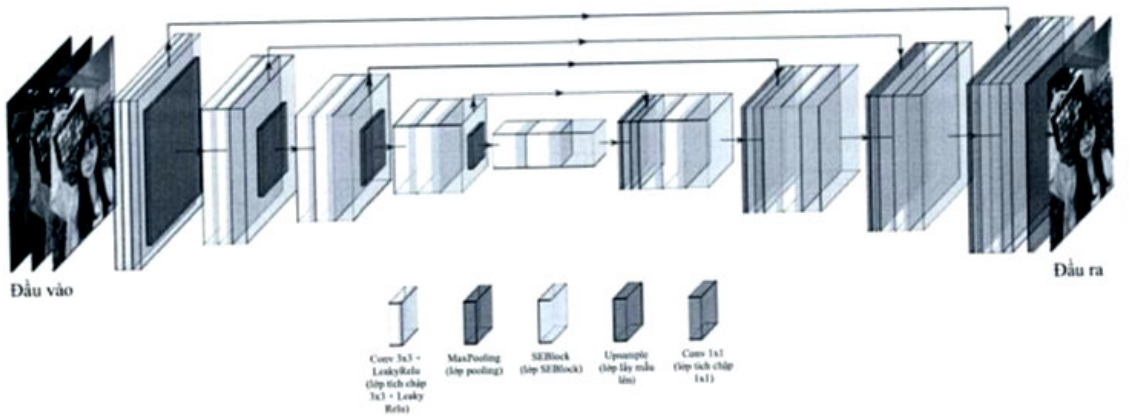 Đầu vào
Đầu ra
Conv 3x3 +
LeakyRelu
(lớp tích chập
3x3 + Leaky
Relu)
MaxPooling
(lớp pooling)
SEBlock
(lớp SEBlock)
Upsample
(lớp lấy mẫu
lên)
Conv 1x1
(lớp tích chập
1x1)